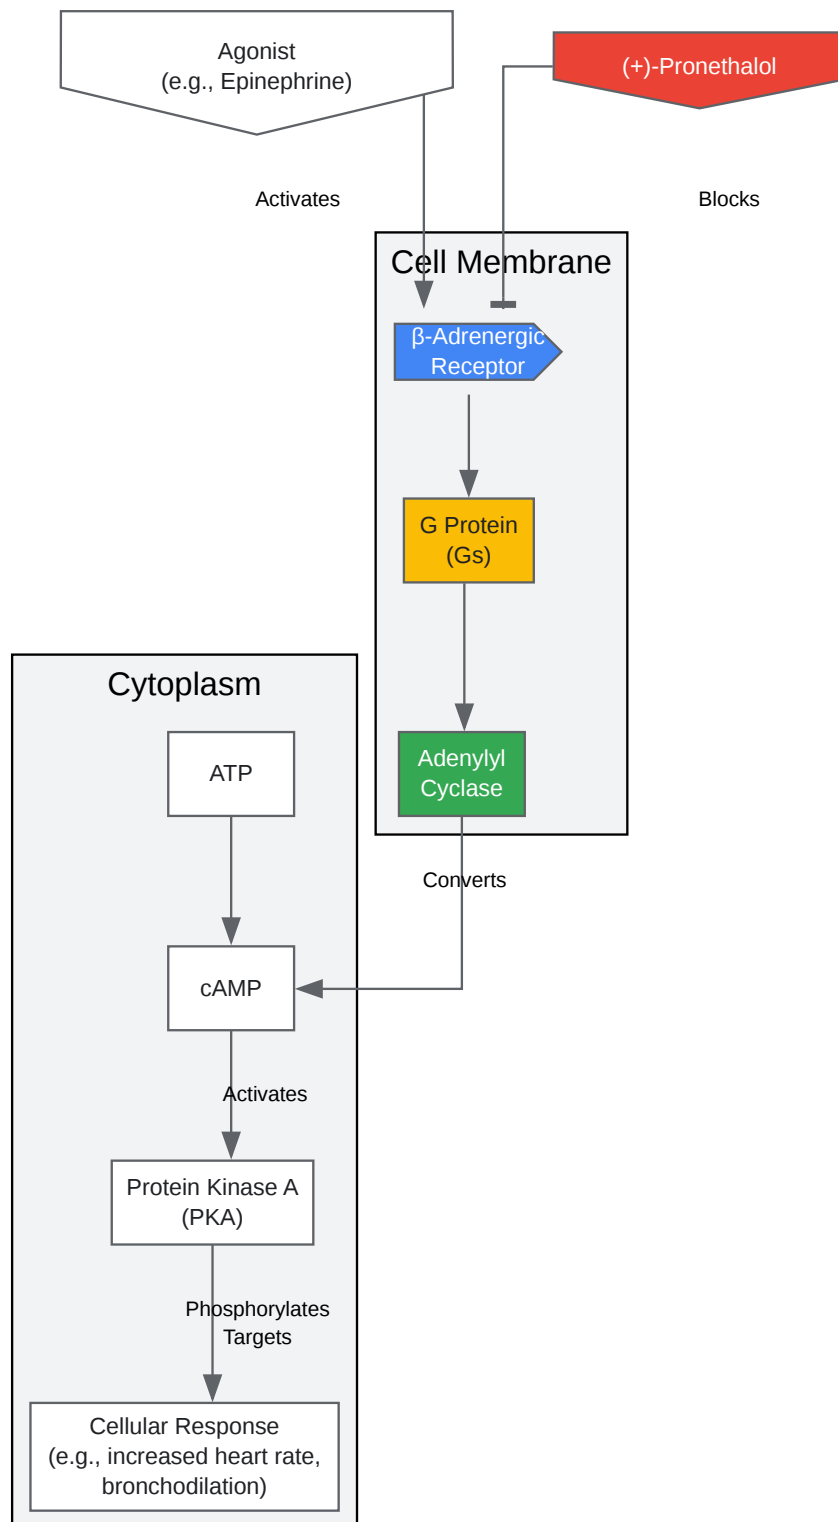 Agonist
(e.g., Epinephrine)
(+)-Pronethalol
Activates
Blocks
Cell Membrane
β-Adrenergic
Receptor
G Protein
(Gs)
Cytoplasm
ATP
Adenylyl
Cyclase
Converts
cAMP
Activates
Protein Kinase A
(PKA)
Phosphorylates
Targets
Cellular Response
(e.g., increased heart rate,
bronchodilation)